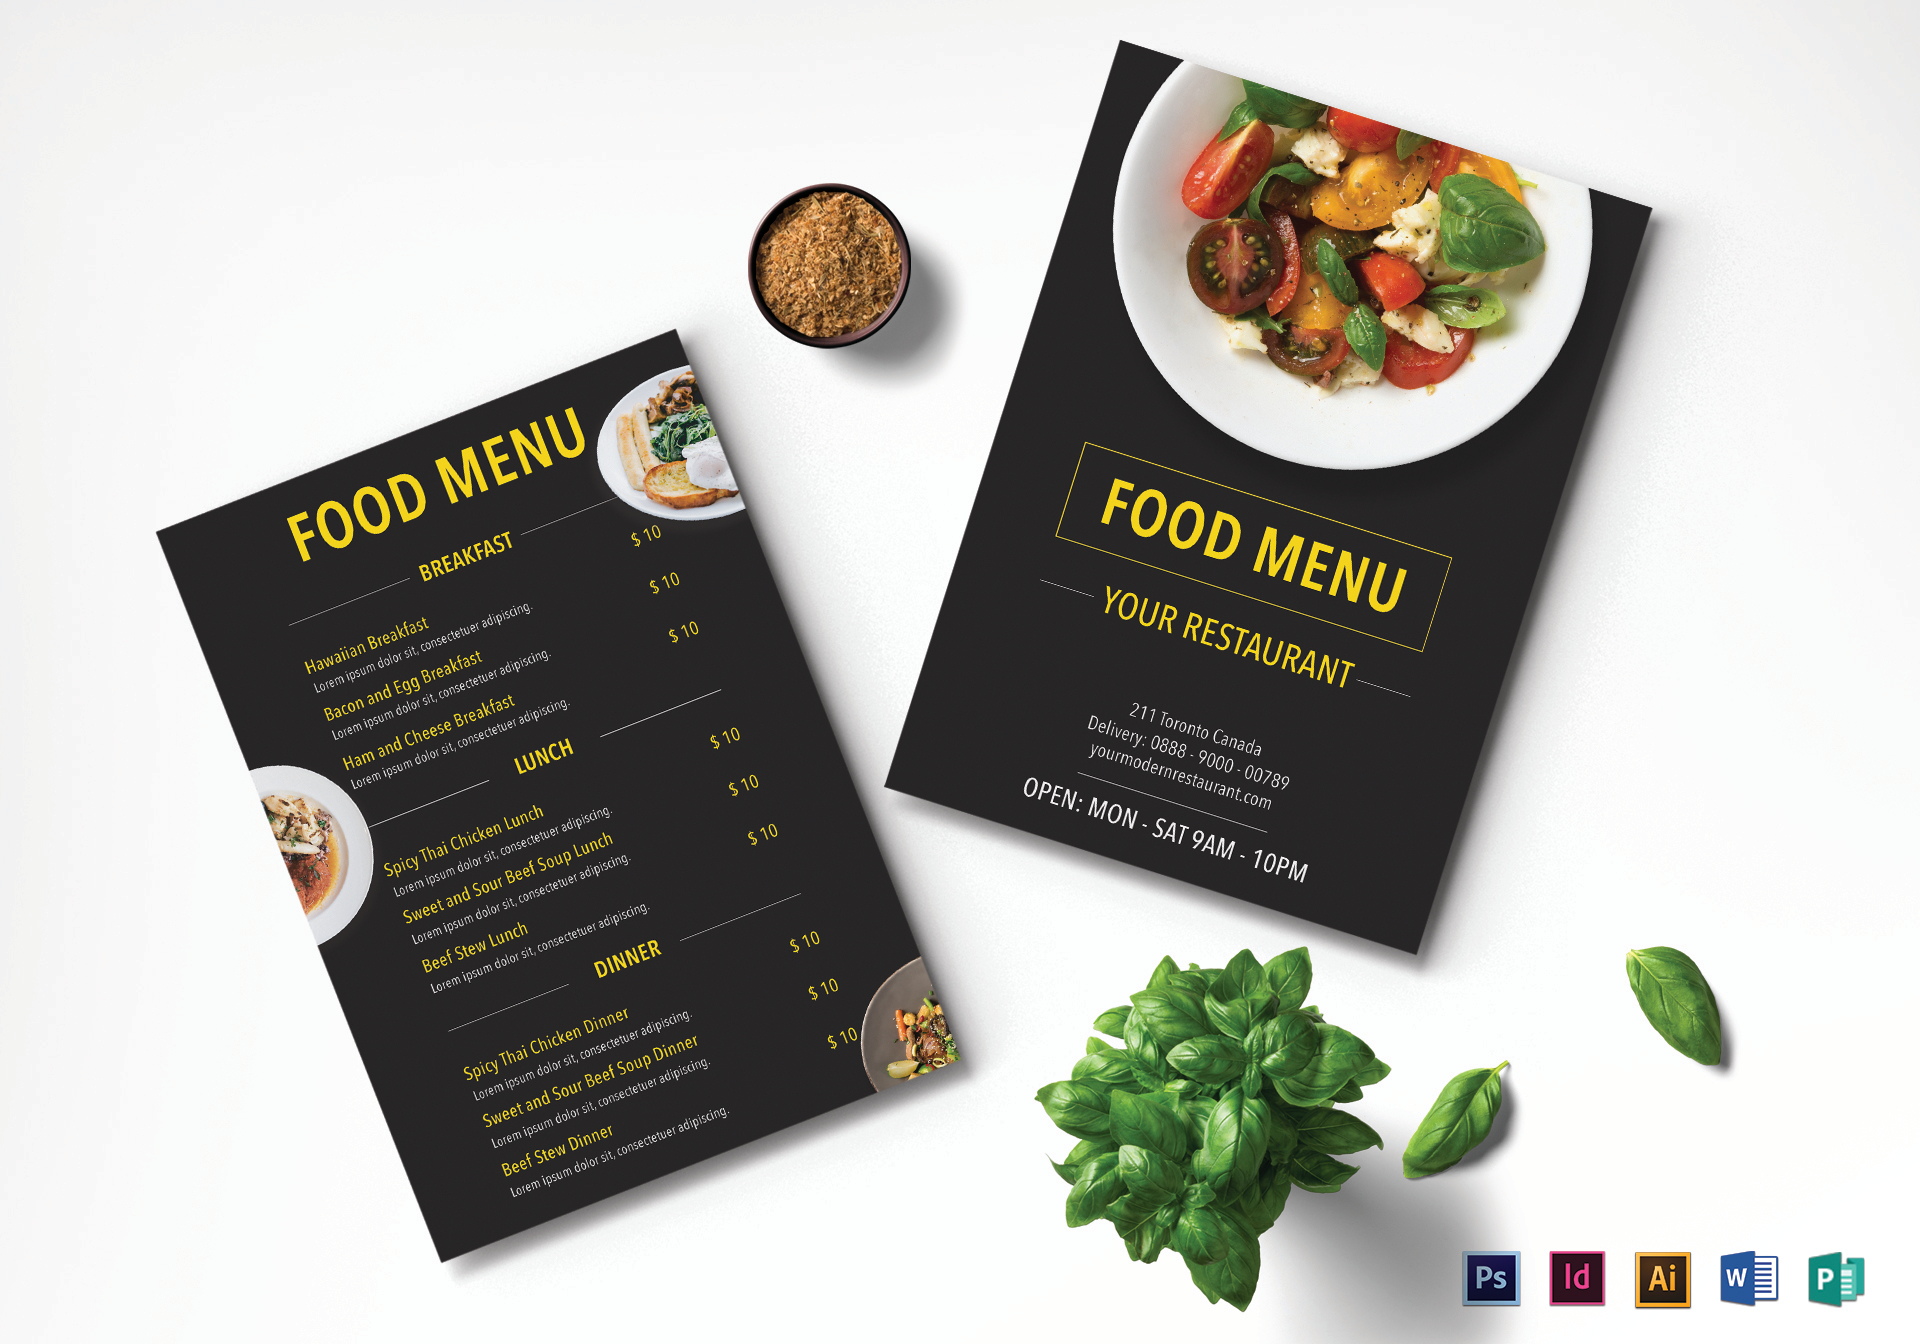 FOOD MENU
BREAKFAST
Hawaiian Breakfast $ 10
Lorem ipsum dolor sit, consectetuer adipiscing.
Bacon and Egg Breakfast $ 10
Lorem ipsum dolor sit, consectetuer adipiscing.
Ham and Cheese Breakfast $ 10
Lorem ipsum dolor sit, consectetuer adipiscing.
LUNCH
Spicy Thai Chicken Lunch $ 10
Lorem ipsum dolor sit, consectetuer adipiscing.
Sweet and Sour Beef Soup Lunch $ 10
Lorem ipsum dolor sit, consectetuer adipiscing.
Beef Stew Lunch $ 10
Lorem ipsum dolor sit, consectetuer adipiscing.
DINNER
Spicy Thai Chicken Dinner $ 10
Lorem ipsum dolor sit, consectetuer adipiscing.
Sweet and Sour Beef Soup Dinner $ 10
Lorem ipsum dolor sit, consectetuer adipiscing.
Beef Stew Dinner $ 10
Lorem ipsum dolor sit, consectetuer adipiscing.
FOOD MENU
YOUR RESTAURANT
211 Toronto Canada
Delivery: 0888 - 9000 - 00789
yourmodernrestaurant.com
OPEN: MON - SAT 9AM - 10PM
Ps Id Ai W P